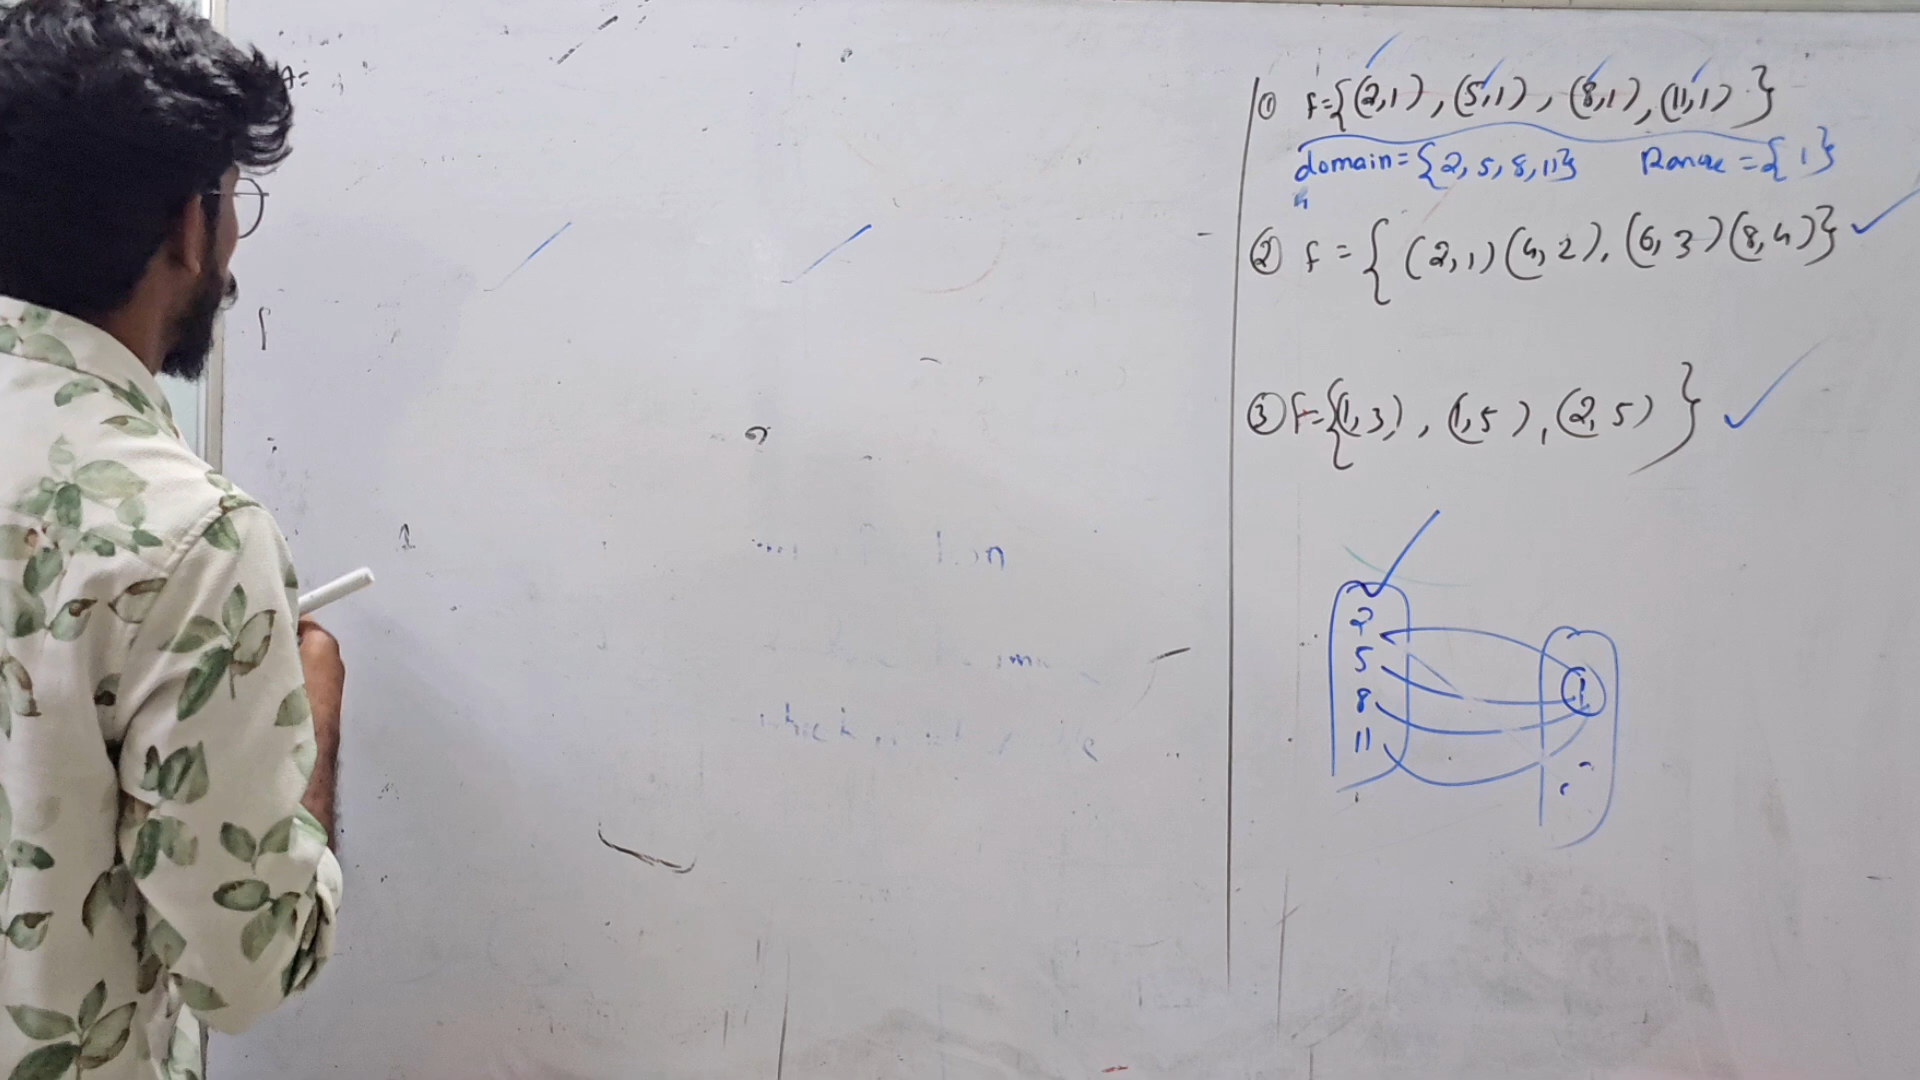 A=
① f={(2,1), (5,1), (8,1), (11,1)}
domain={2, 5, 8, 11} Range={1}
② f = {(2,1)(4,2), (6,3)(8,4)}
③ f={(1,3), (1,5), (2,5)}
2
5
8
11
1